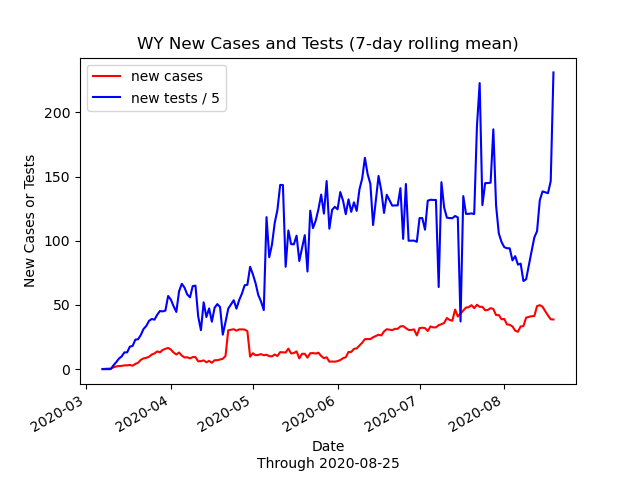 WY New Cases and Tests (7-day rolling mean)
new cases
new tests / 5
New Cases or Tests
200
150
100
50
0
2020-03
2020-04
2020-05
2020-06
2020-07
2020-08
Date
Through 2020-08-25